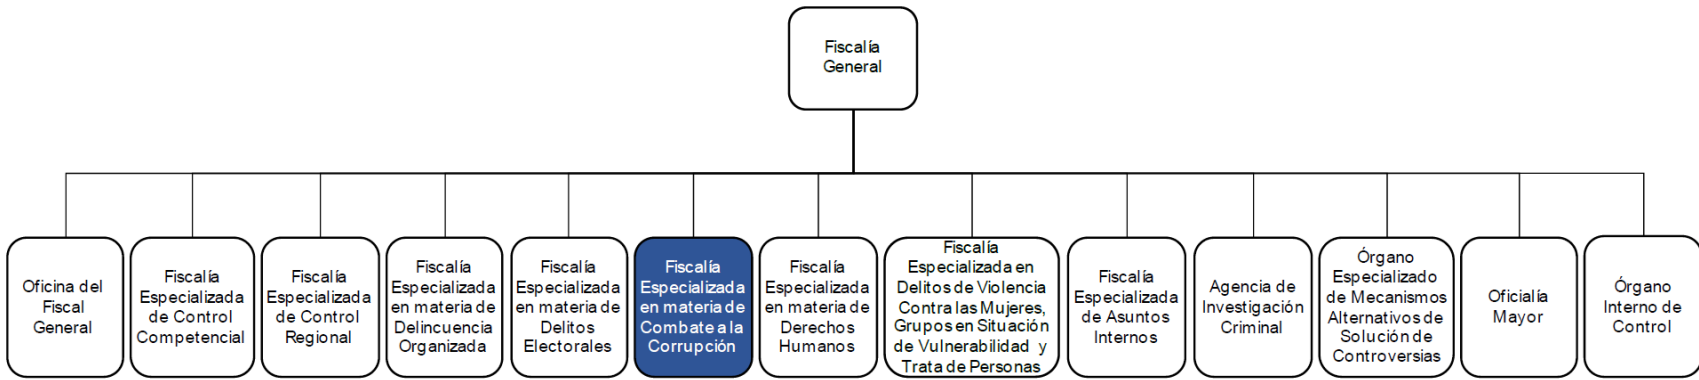 Fiscalía
General
Oficina del
Fiscal
General
Fiscalía
Especializada
de Control
Competencial
Fiscalía
Especializada
de Control
Regional
Fiscalía
Especializada
en materia de
Delincuencia
Organizada
Fiscalía
Especializada
en materia de
Delitos
Electorales
Fiscalía
Especializada
en materia de
Combate a la
Corrupción
Fiscalía
Especializada
en materia de
Derechos
Humanos
Fiscalía
Especializada en
Delitos de Violencia
Contra las Mujeres,
Grupos en Situación
de Vulnerabilidad y
Trata de Personas
Fiscalía
Especializada
de Asuntos
Internos
Agencia de
Investigación
Criminal
Órgano
Especializado
de Mecanismos
Alternativos de
Solución de
Controversias
Oficialía
Mayor
Órgano
Interno de
Control